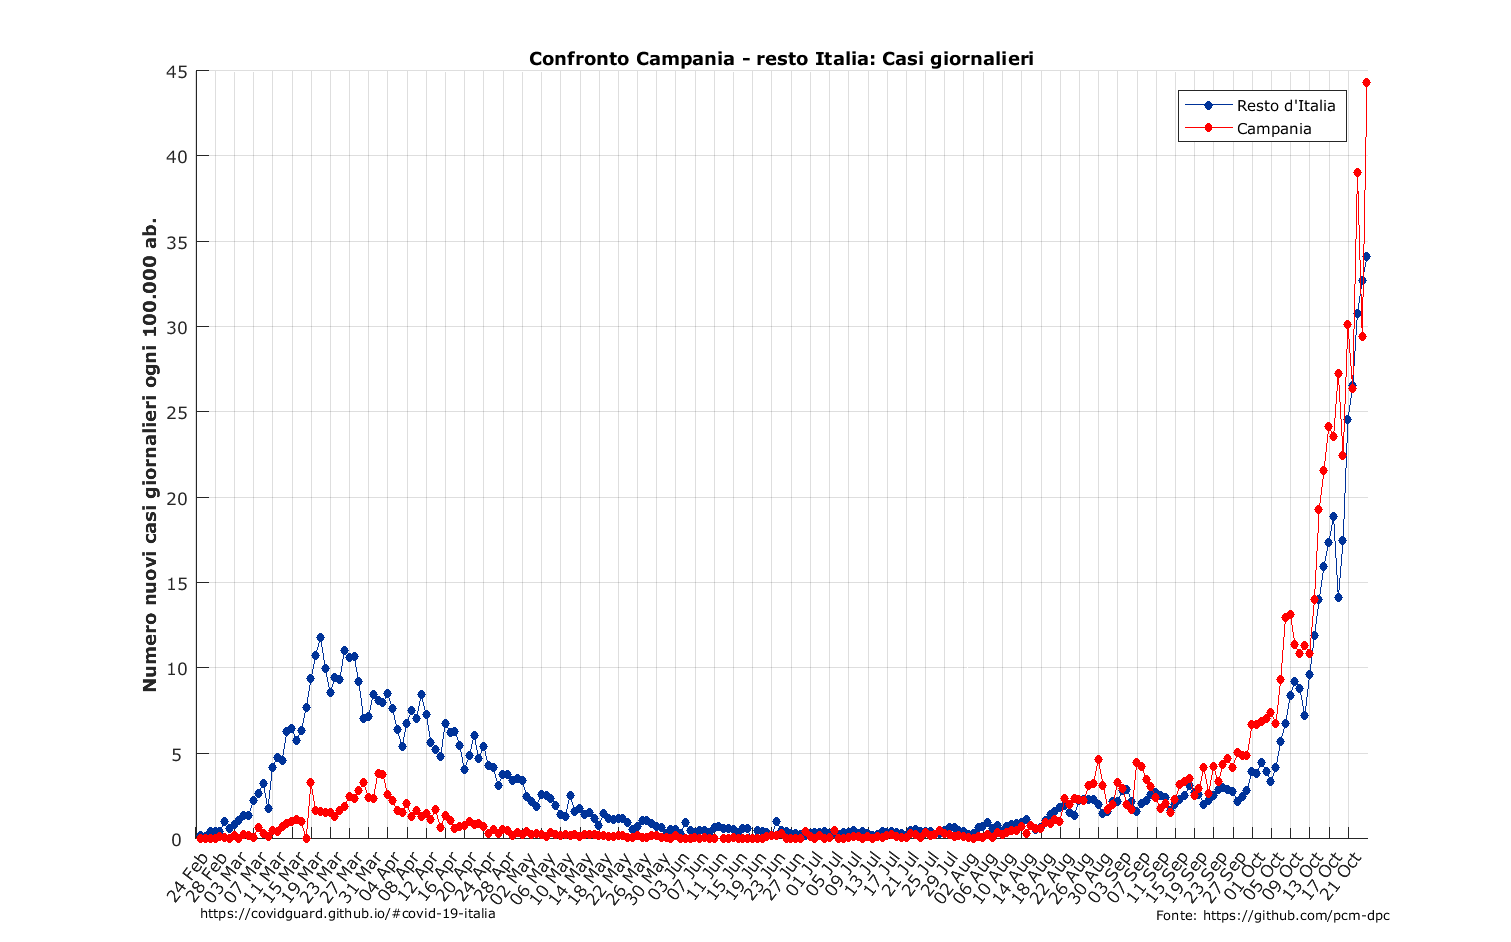 Confronto Campania - resto Italia: Casi giornalieri
Numero nuovi casi giornalieri ogni 100.000 ab.
45
40
35
30
25
20
15
10
5
0
Resto d'Italia
Campania
24 Feb
28 Feb
03 Mar
07 Mar
11 Mar
15 Mar
19 Mar
23 Mar
27 Mar
31 Mar
04 Apr
08 Apr
12 Apr
16 Apr
20 Apr
24 Apr
28 Apr
02 May
06 May
10 May
14 May
18 May
22 May
26 May
30 May
03 Jun
07 Jun
11 Jun
15 Jun
19 Jun
23 Jun
27 Jun
01 Jul
05 Jul
09 Jul
13 Jul
17 Jul
21 Jul
25 Jul
29 Jul
02 Aug
06 Aug
10 Aug
14 Aug
18 Aug
22 Aug
26 Aug
30 Aug
03 Sep
07 Sep
11 Sep
15 Sep
19 Sep
23 Sep
27 Sep
01 Oct
05 Oct
09 Oct
13 Oct
17 Oct
21 Oct
https://covidguard.github.io/#covid-19-italia
Fonte: https://github.com/pcm-dpc